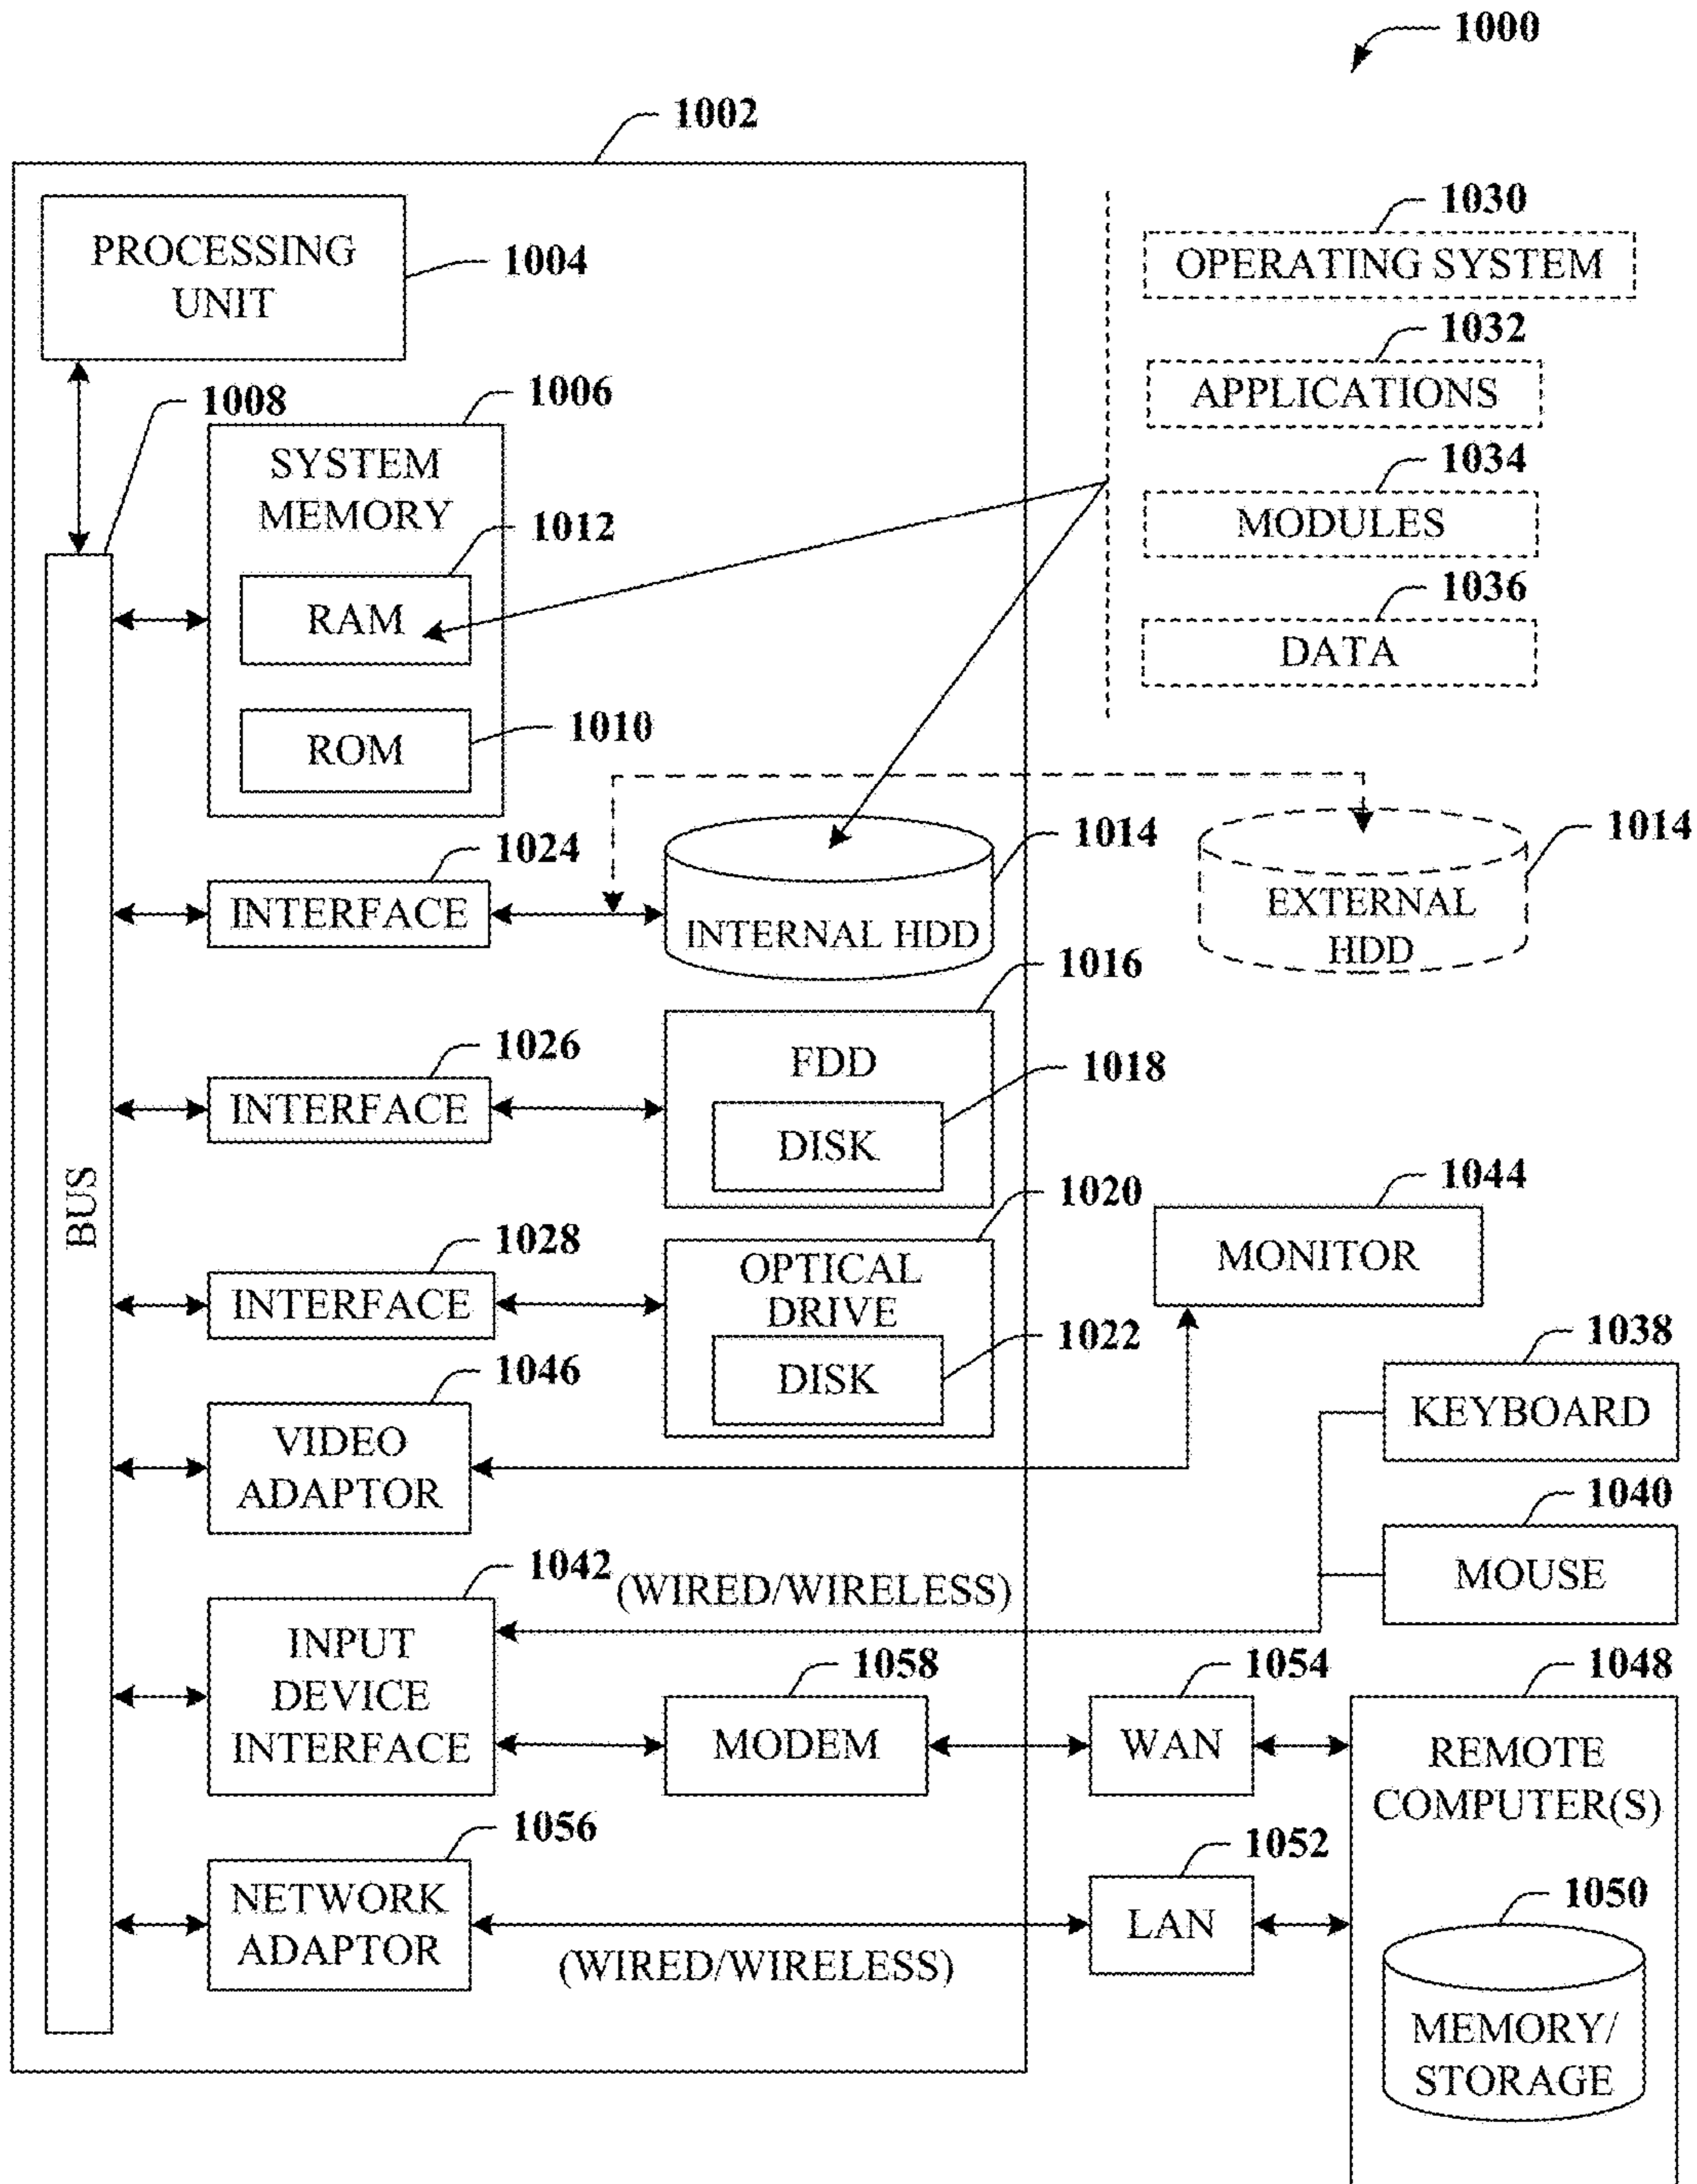 1000
1002
PROCESSING
UNIT
1004
1030
OPERATING SYSTEM
1032
APPLICATIONS
1034
MODULES
1036
DATA
1008
1006
SYSTEM
MEMORY
1012
RAM
1010
ROM
BUS
1024
INTERFACE
1014
INTERNAL HDD
1014
EXTERNAL
HDD
1026
INTERFACE
1016
FDD
1018
DISK
1028
INTERFACE
1020
OPTICAL
DRIVE
1022
DISK
1044
MONITOR
1046
VIDEO
ADAPTOR
1038
KEYBOARD
1040
MOUSE
1042
(WIRED/WIRELESS)
INPUT
DEVICE
INTERFACE
1058
MODEM
1054
WAN
1048
REMOTE
COMPUTER(S)
1056
NETWORK
ADAPTOR
(WIRED/WIRELESS)
1052
LAN
1050
MEMORY/
STORAGE